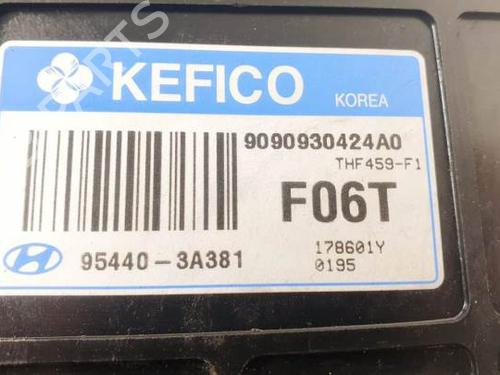 KEFICO
KOREA
9090930424A0
THF459-F1
F06T
95440-3A381
178601Y
0195